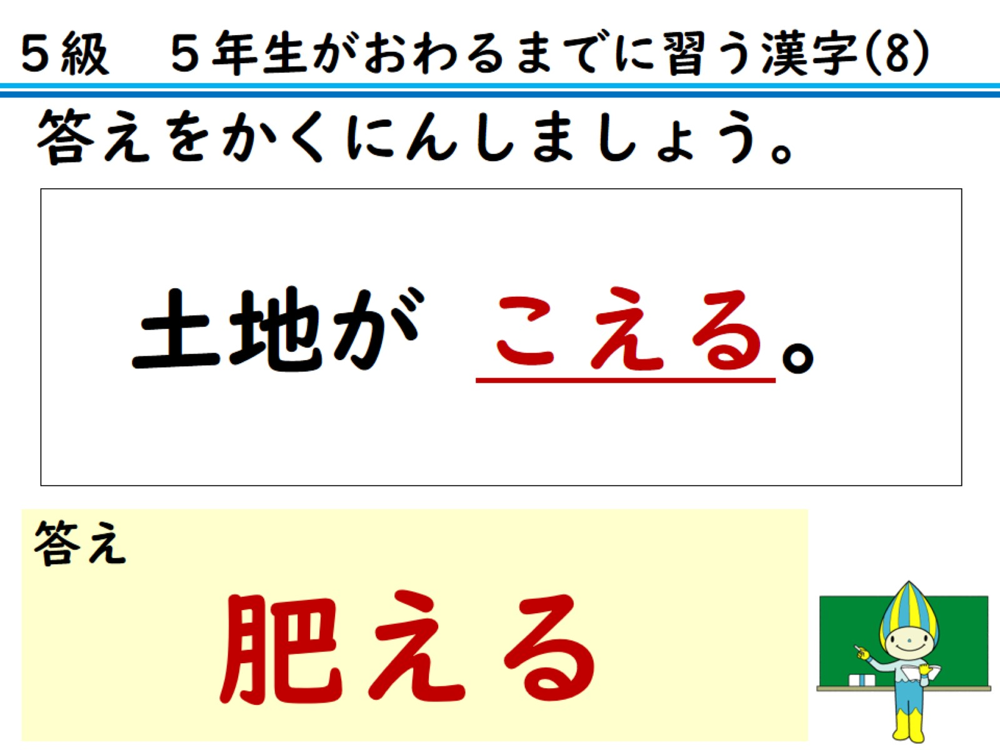 ５級　５年生がおわるまでに習う漢字(8)
答えをかくにんしましょう。
土地が こえる。
答え
肥える